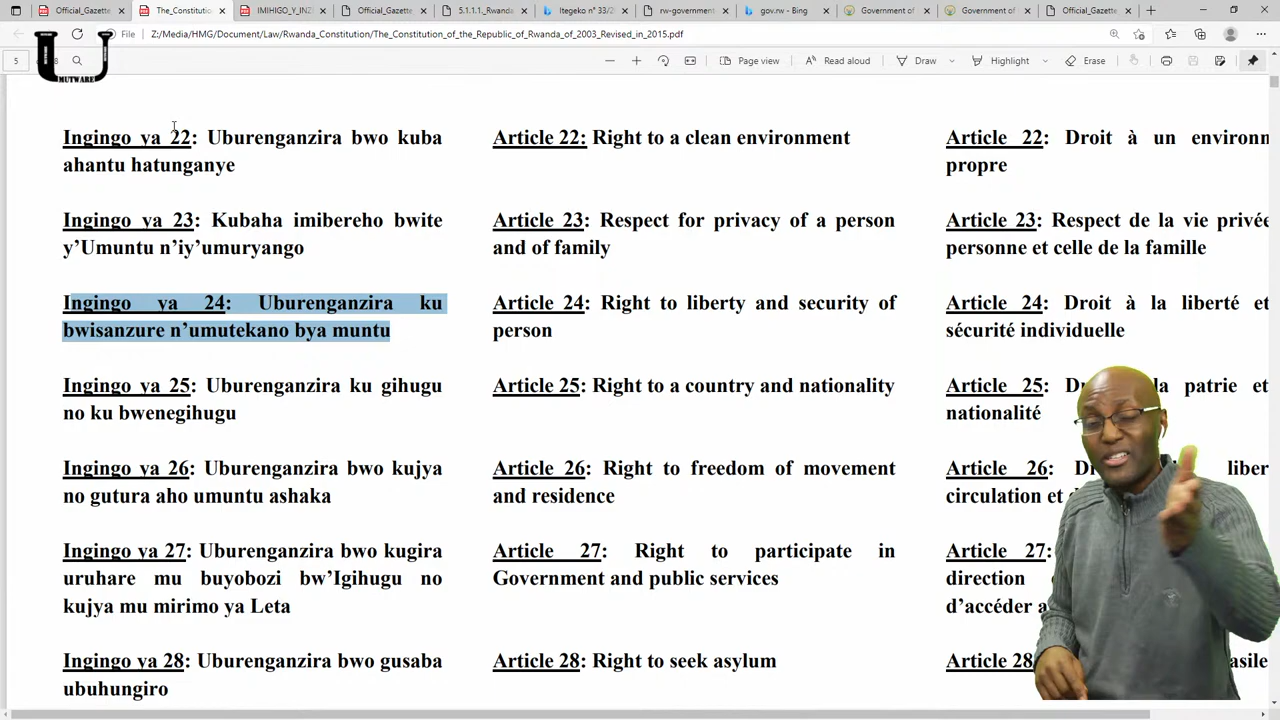 Official_Gazette
The_Constitutio
IMIHIGO_Y_INZ
Official_Gazette
5.1.1.1_Rwanda
Itegeko n° 33/2
rw-government
gov.rw - Bing
Government of
Government of
Official_Gazette
File
Z:/Media/HMG/Document/Law/Rwanda_Constitution/The_Constitution_of_the_Republic_of_Rwanda_of_2003_Revised_in_2015.pdf
5
8
Page view
Read aloud
Draw
Highlight
Erase
U
MUTWARE
Ingingo ya 22: Uburenganzira bwo kuba
ahantu hatunganye
Ingingo ya 23: Kubaha imibereho bwite
y’Umuntu n’iy’umuryango
Ingingo ya 24: Uburenganzira ku
bwisanzure n’umutekano bya muntu
Ingingo ya 25: Uburenganzira ku gihugu
no ku bwenegihugu
Ingingo ya 26: Uburenganzira bwo kujya
no gutura aho umuntu ashaka
Ingingo ya 27: Uburenganzira bwo kugira
uruhare mu buyobozi bw’Igihugu no
kujya mu mirimo ya Leta
Ingingo ya 28: Uburenganzira bwo gusaba
ubuhungiro
Article 22: Right to a clean environment
Article 23: Respect for privacy of a person
and of family
Article 24: Right to liberty and security of
person
Article 25: Right to a country and nationality
Article 26: Right to freedom of movement
and residence
Article 27: Right to participate in
Government and public services
Article 28: Right to seek asylum
Article 22: Droit à un environn
propre
Article 23: Respect de la vie privée
personne et celle de la famille
Article 24: Droit à la liberté et
sécurité individuelle
Article 25: la patrie et
nationalité
Article 26: liber
circulation et
Article 27:
direction
d’accéder a
Article 28 asile